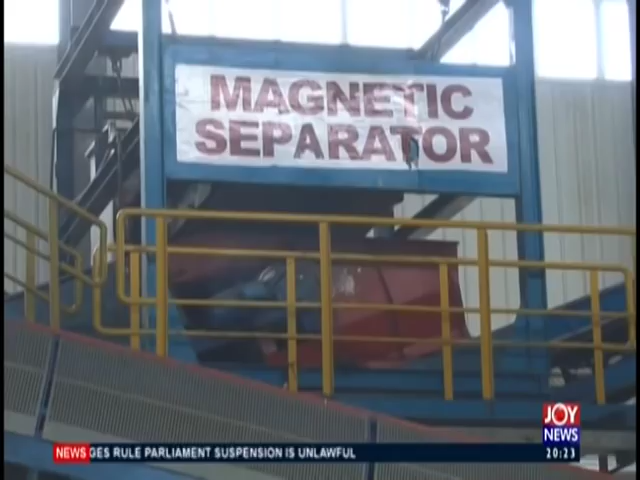 MAGNETIC
SEPARATOR
JOY
NEWS
NEWS GES RULE PARLIAMENT SUSPENSION IS UNLAWFUL 20:23